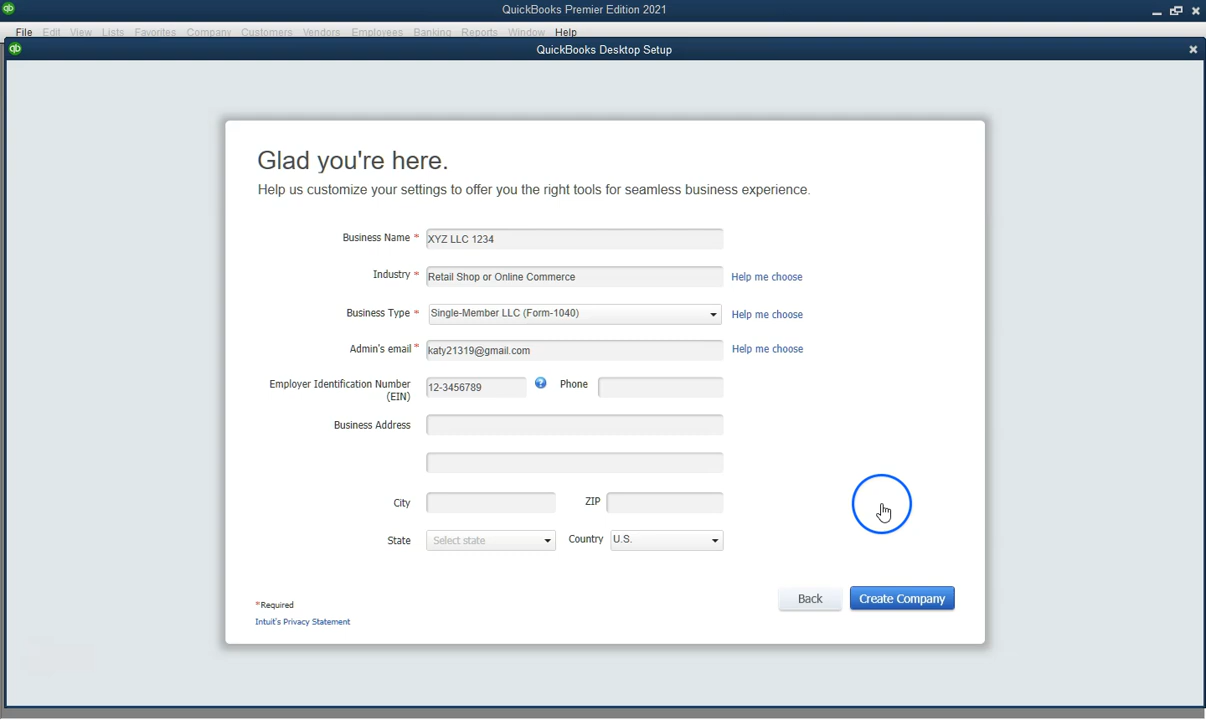 qb QuickBooks Premier Edition 2021
File Edit View Lists Favorites Company Customers Vendors Employees Banking Reports Window Help
qb QuickBooks Desktop Setup
Glad you're here.
Help us customize your settings to offer you the right tools for seamless business experience.
Business Name * XYZ LLC 1234
Industry * Retail Shop or Online Commerce Help me choose
Business Type * Single-Member LLC (Form-1040) Help me choose
Admin's email * katy21319@gmail.com Help me choose
Employer Identification Number 12-3456789 ? Phone
(EIN)
Business Address
City ZIP
State Select state Country U.S.
Back Create Company
*Required
Intuit's Privacy Statement